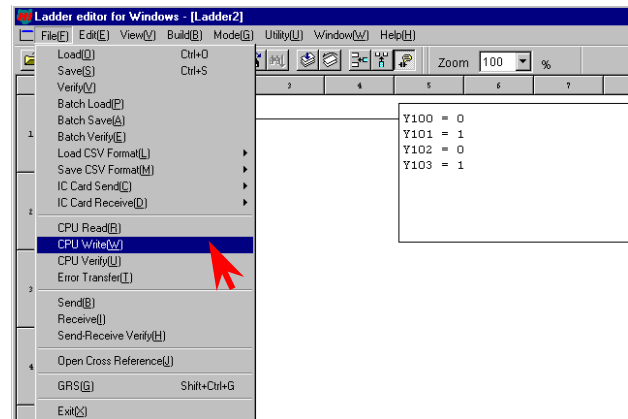 Ladder editor for Windows - [Ladder2]
File(F) Edit(E) View(V) Build(B) Mode(G) Utility(U) Window(W) Help(H)
Zoom 100 %
Load(O) Ctrl+O
Save(S) Ctrl+S
Verify(V)
Batch Load(P)
Batch Save(A)
Batch Verify(E)
Load CSV Format(L)
Save CSV Format(M)
IC Card Send(C)
IC Card Receive(D)
CPU Read(R)
CPU Write(W)
CPU Verify(U)
Error Transfer(T)
Send(B)
Receive(I)
Send-Receive Verify(H)
Open Cross Reference(J)
GRS(G) Shift+Ctrl+G
Exit(X)
3 4 5 6 7
1
2
3
4
Y100 = 0
Y101 = 1
Y102 = 0
Y103 = 1